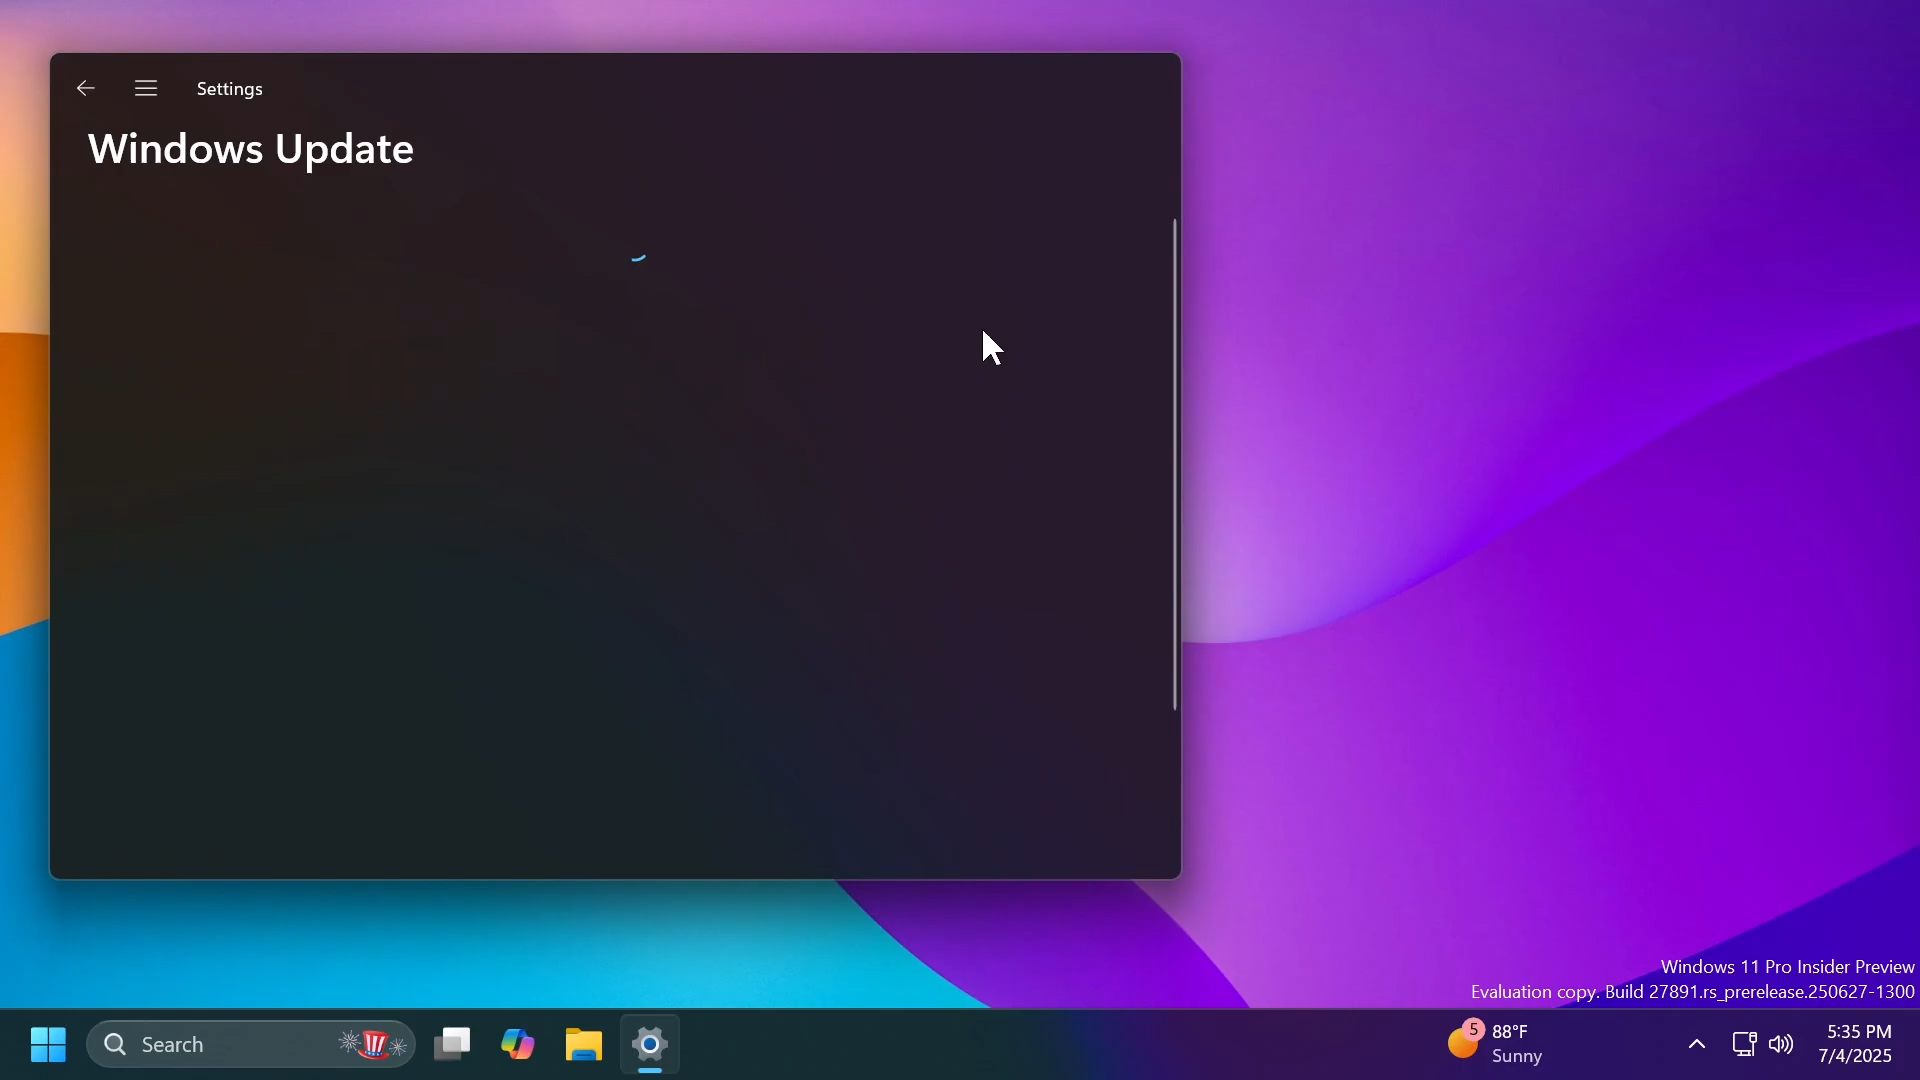 Settings
Windows Update
Windows 11 Pro Insider Preview
Evaluation copy. Build 27891.rs_prerelease.250627-1300
Search
5
88°F
Sunny
5:35 PM
7/4/2025